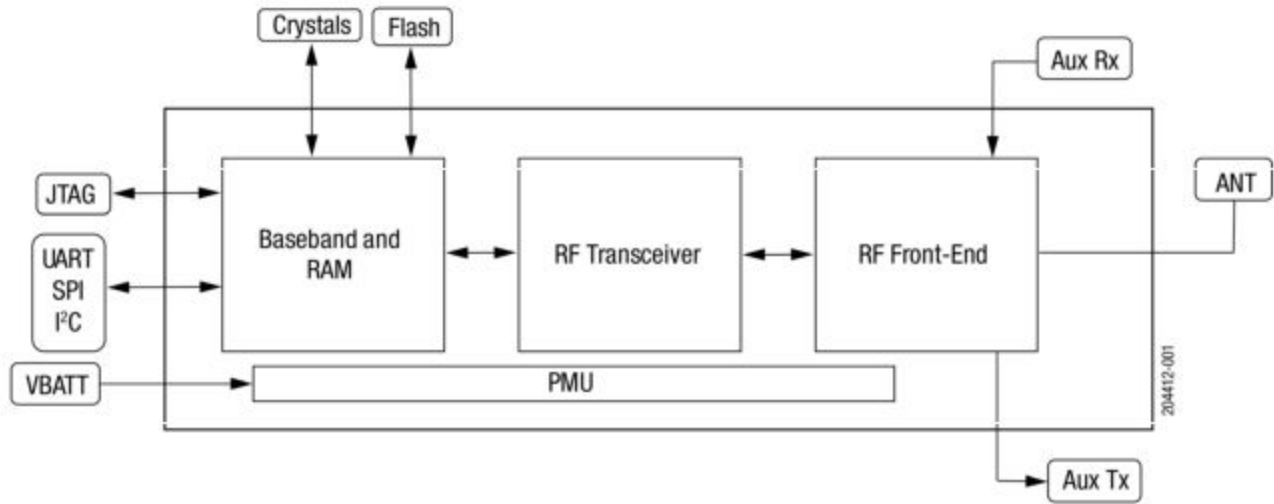 Crystals
Flash
Aux Rx
JTAG
ANT
Baseband and
RAM
RF Transceiver
RF Front-End
UART
SPI
I²C
VBATT
PMU
204412-001
Aux Tx